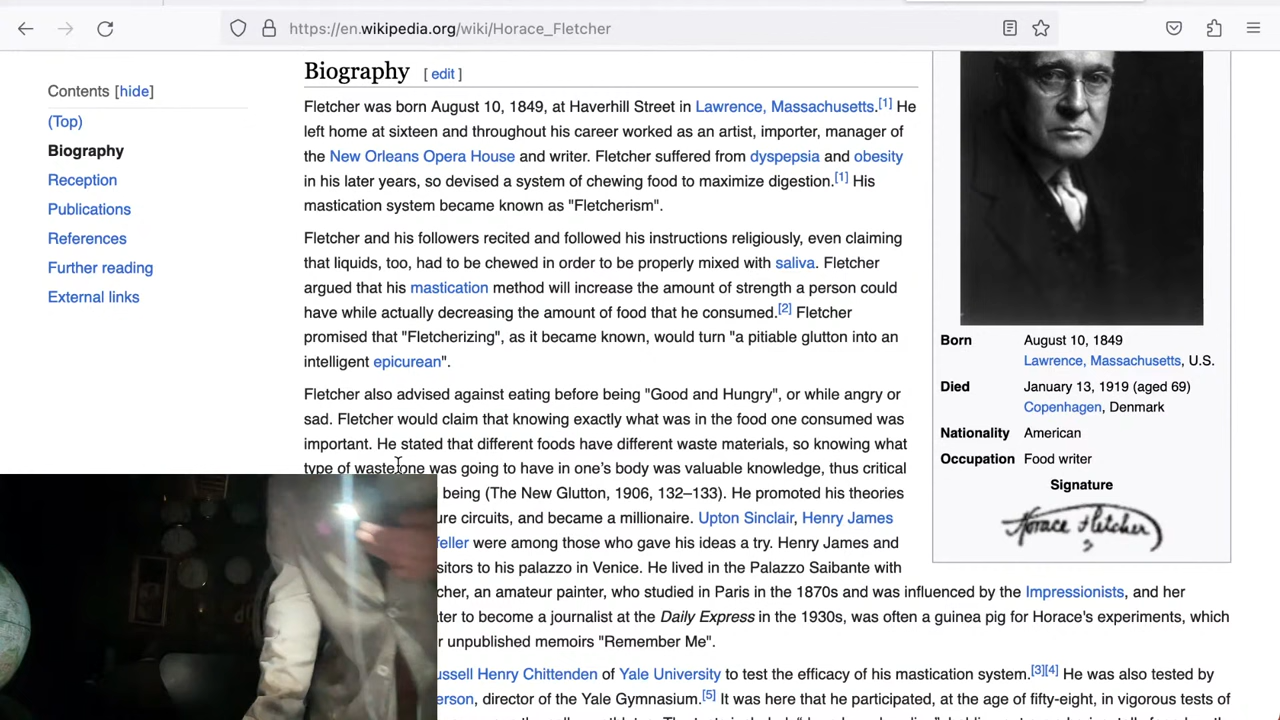 https://en.wikipedia.org/wiki/Horace_Fletcher
Contents [hide]
(Top)
Biography
Reception
Publications
References
Further reading
External links
Biography [ edit ]
Fletcher was born August 10, 1849, at Haverhill Street in Lawrence, Massachusetts.[1] He
left home at sixteen and throughout his career worked as an artist, importer, manager of
the New Orleans Opera House and writer. Fletcher suffered from dyspepsia and obesity
in his later years, so devised a system of chewing food to maximize digestion.[1] His
mastication system became known as "Fletcherism".
Fletcher and his followers recited and followed his instructions religiously, even claiming
that liquids, too, had to be chewed in order to be properly mixed with saliva. Fletcher
argued that his mastication method will increase the amount of strength a person could
have while actually decreasing the amount of food that he consumed.[2] Fletcher
promised that "Fletcherizing", as it became known, would turn "a pitiable glutton into an
intelligent epicurean".
Fletcher also advised against eating before being "Good and Hungry", or while angry or
sad. Fletcher would claim that knowing exactly what was in the food one consumed was
important. He stated that different foods have different waste materials, so knowing what
type of waste one was going to have in one's body was valuable knowledge, thus critical
being (The New Glutton, 1906, 132–133). He promoted his theories
ure circuits, and became a millionaire. Upton Sinclair, Henry James
feller were among those who gave his ideas a try. Henry James and
sitors to his palazzo in Venice. He lived in the Palazzo Saibante with
cher, an amateur painter, who studied in Paris in the 1870s and was influenced by the Impressionists, and her
ater to become a journalist at the Daily Express in the 1930s, was often a guinea pig for Horace's experiments, which
r unpublished memoirs "Remember Me".
ussell Henry Chittenden of Yale University to test the efficacy of his mastication system.[3][4] He was also tested by
erson, director of the Yale Gymnasium.[5] It was here that he participated, at the age of fifty-eight, in vigorous tests of
Born August 10, 1849
Lawrence, Massachusetts, U.S.
Died January 13, 1919 (aged 69)
Copenhagen, Denmark
Nationality American
Occupation Food writer
Signature
Horace Fletcher